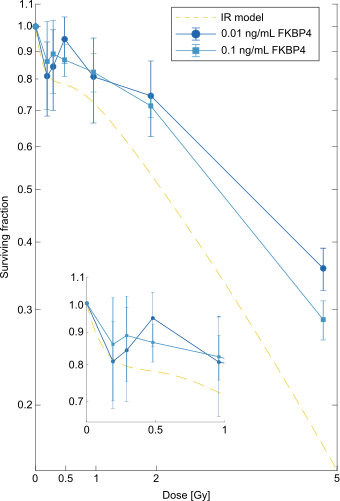 1.1
1.0
0.9
0.8
0.7
0.6
0.5
0.4
0.3
0.2
Surviving fraction
IR model
0.01 ng/mL FKBP4
0.1 ng/mL FKBP4
1.1
1.0
0.9
0.8
0.7
0 0.5 1
0 0.5 1 2 5
Dose [Gy]